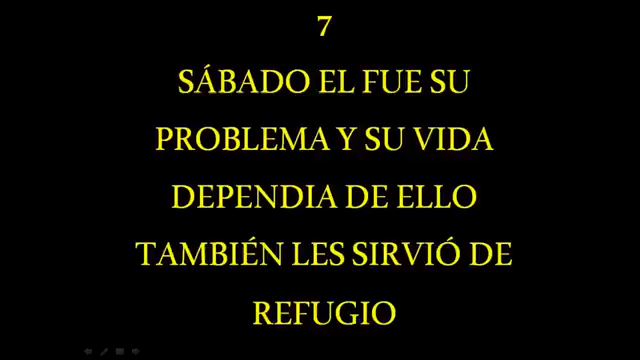 7
SÁBADO EL FUE SU
PROBLEMA Y SU VIDA
DEPENDIA DE ELLO
TAMBIÉN LES SIRVIÓ DE
REFUGIO